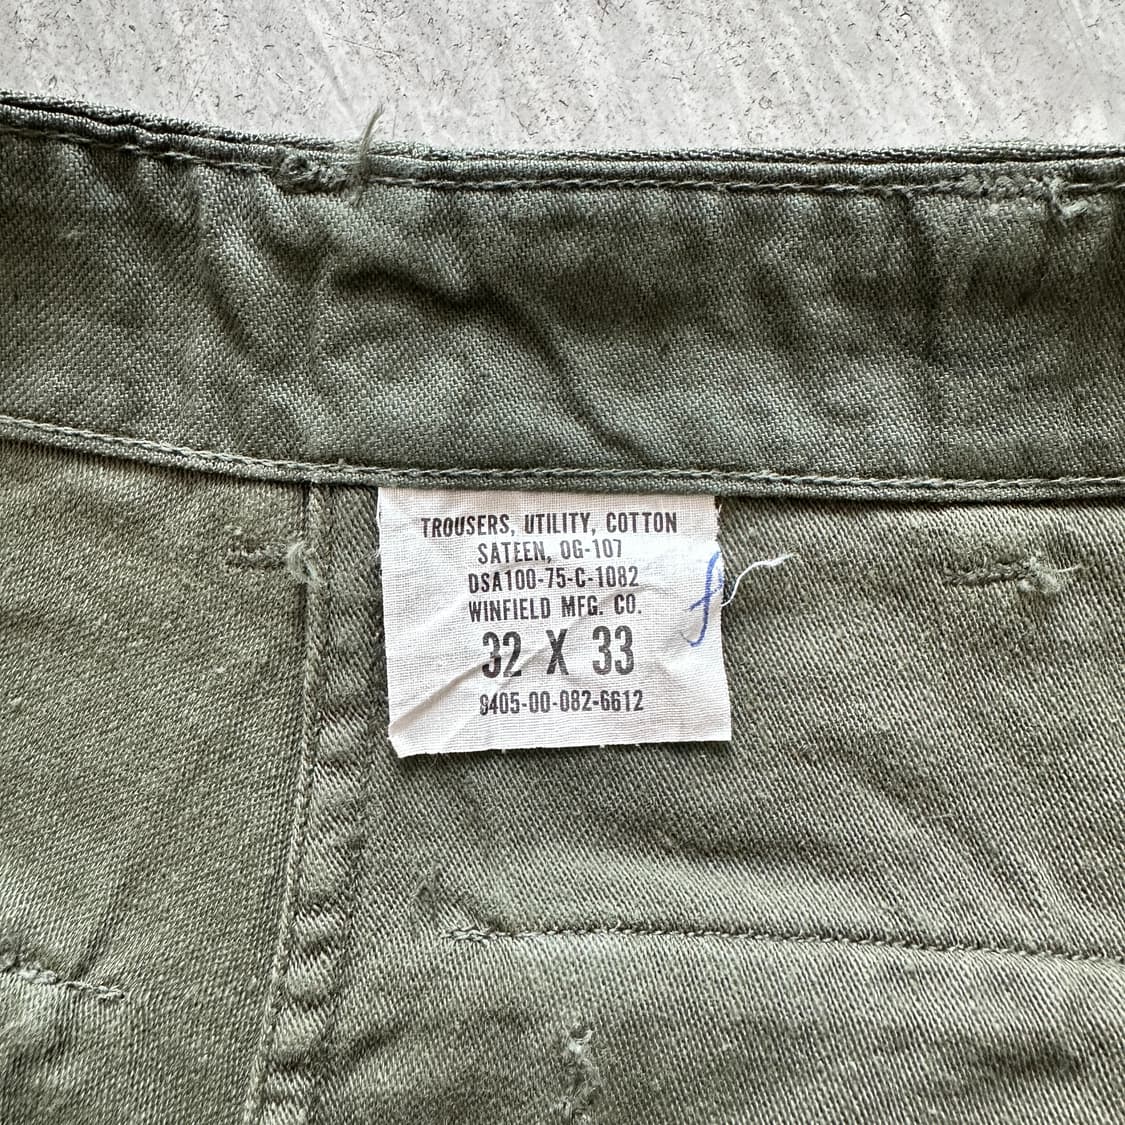 TROUSERS, UTILITY, COTTON
SATEEN, OG-107
DSA100-75-C-1082
WINFIELD MFG. CO.
32 X 33
8405-00-082-6612